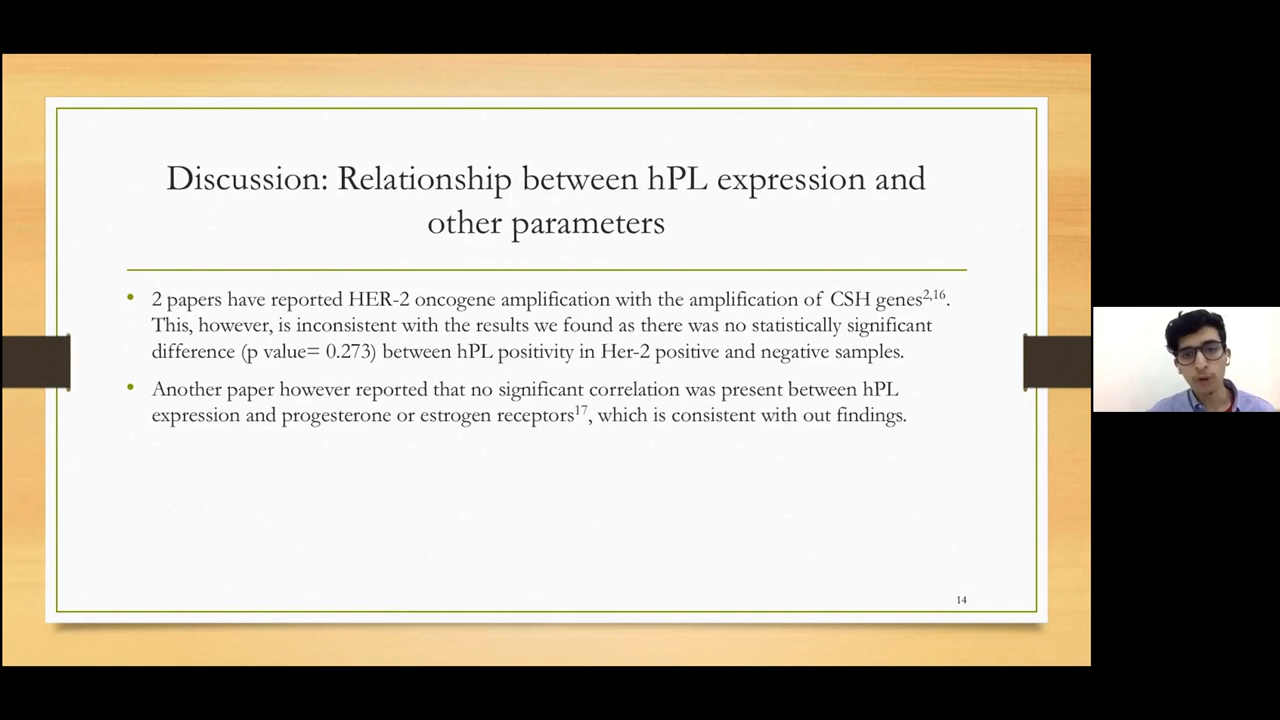 Discussion: Relationship between hPL expression and
other parameters
• 2 papers have reported HER-2 oncogene amplification with the amplification of CSH genes2,16.
This, however, is inconsistent with the results we found as there was no statistically significant
difference (p value= 0.273) between hPL positivity in Her-2 positive and negative samples.
• Another paper however reported that no significant correlation was present between hPL
expression and progesterone or estrogen receptors17, which is consistent with out findings.
14